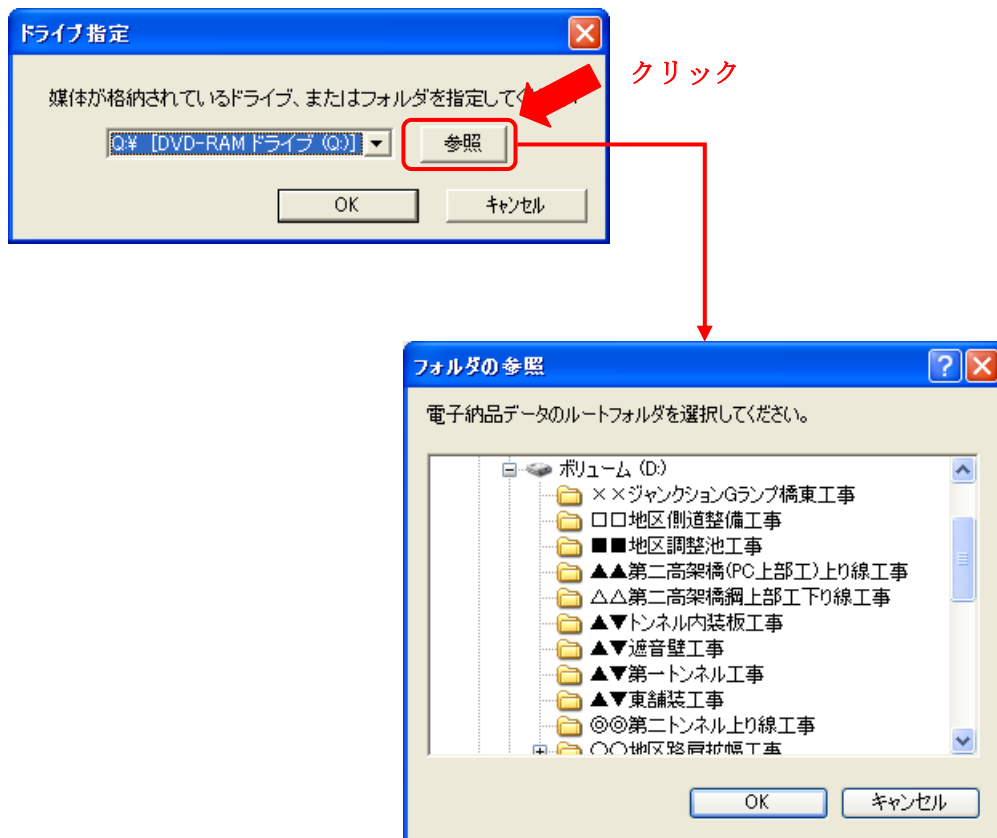 ドライブ指定
クリック
媒体が格納されているドライブ、またはフォルダを指定してく
Q:¥ [DVD-RAM ドライブ (Q:)]
参照
OK
キャンセル
フォルダの参照
電子納品データのルートフォルダを選択してください。
ボリューム (D:)
××ジャンクションGランプ橋東工事
□□地区側道整備工事
■■地区調整池工事
▲▲第二高架橋(PC上部工)上り線工事
△△第二高架橋鋼上部工下り線工事
▲▼トンネル内装板工事
▲▼遮音壁工事
▲▼第一トンネル工事
▲▼東舗装工事
◎◎第二トンネル上り線工事
○○地区路肩拡幅工事
OK
キャンセル